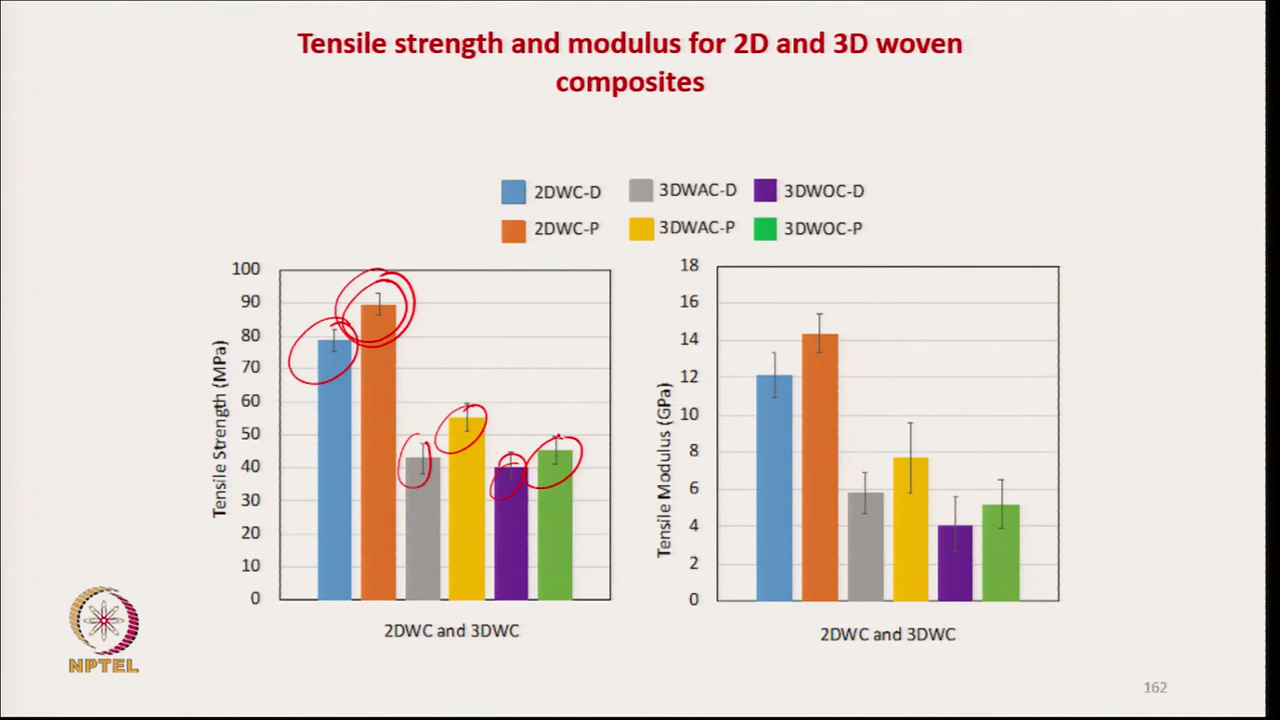 Tensile strength and modulus for 2D and 3D woven
composites
2DWC-D 3DWAC-D 3DWOC-D
2DWC-P 3DWAC-P 3DWOC-P
Tensile Strength (MPa)
100
90
80
70
60
50
40
30
20
10
0
2DWC and 3DWC
Tensile Modulus (GPa)
18
16
14
12
10
8
6
4
2
0
2DWC and 3DWC
NPTEL
162